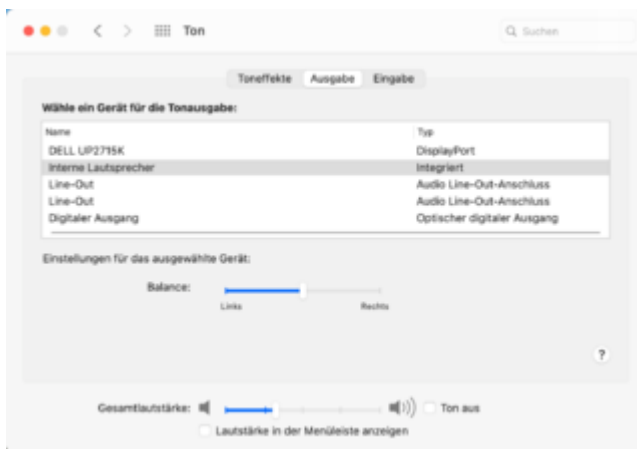 Ton
Suchen
Toneffekte Ausgabe Eingabe
Wähle ein Gerät für die Tonausgabe:
Name Typ
DELL UP2715K DisplayPort
Interne Lautsprecher Integriert
Line-Out Audio Line-Out-Anschluss
Line-Out Audio Line-Out-Anschluss
Digitaler Ausgang Optischer digitaler Ausgang
Einstellungen für das ausgewählte Gerät:
Balance:
Links Rechts
?
Gesamtlautstärke: Ton aus
Lautstärke in der Menüleiste anzeigen